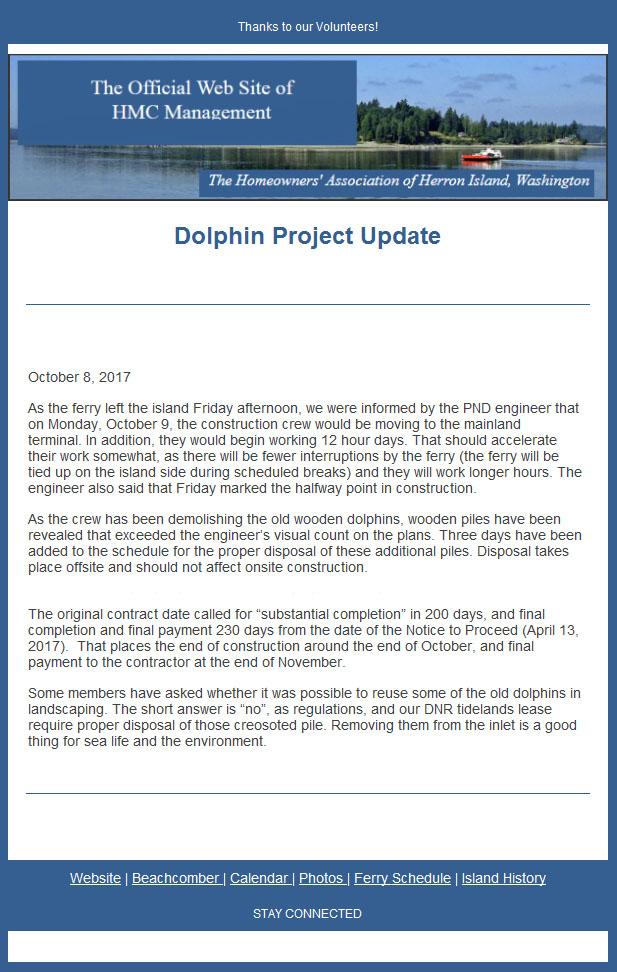 Thanks to our Volunteers!
The Official Web Site of
HMC Management
The Homeowners' Association of Herron Island, Washington
Dolphin Project Update
October 8, 2017
As the ferry left the island Friday afternoon, we were informed by the PND engineer that
on Monday, October 9, the construction crew would be moving to the mainland
terminal. In addition, they would begin working 12 hour days. That should accelerate
their work somewhat, as there will be fewer interruptions by the ferry (the ferry will be
tied up on the island side during scheduled breaks) and they will work longer hours. The
engineer also said that Friday marked the halfway point in construction.
As the crew has been demolishing the old wooden dolphins, wooden piles have been
revealed that exceeded the engineer's visual count on the plans. Three days have been
added to the schedule for the proper disposal of these additional piles. Disposal takes
place offsite and should not affect onsite construction.
The original contract date called for “substantial completion” in 200 days, and final
completion and final payment 230 days from the date of the Notice to Proceed (April 13,
2017).  That places the end of construction around the end of October, and final
payment to the contractor at the end of November.
Some members have asked whether it was possible to reuse some of the old dolphins in
landscaping. The short answer is “no”, as regulations, and our DNR tidelands lease
require proper disposal of those creosoted pile. Removing them from the inlet is a good
thing for sea life and the environment.
Website | Beachcomber | Calendar | Photos | Ferry Schedule | Island History
STAY CONNECTED